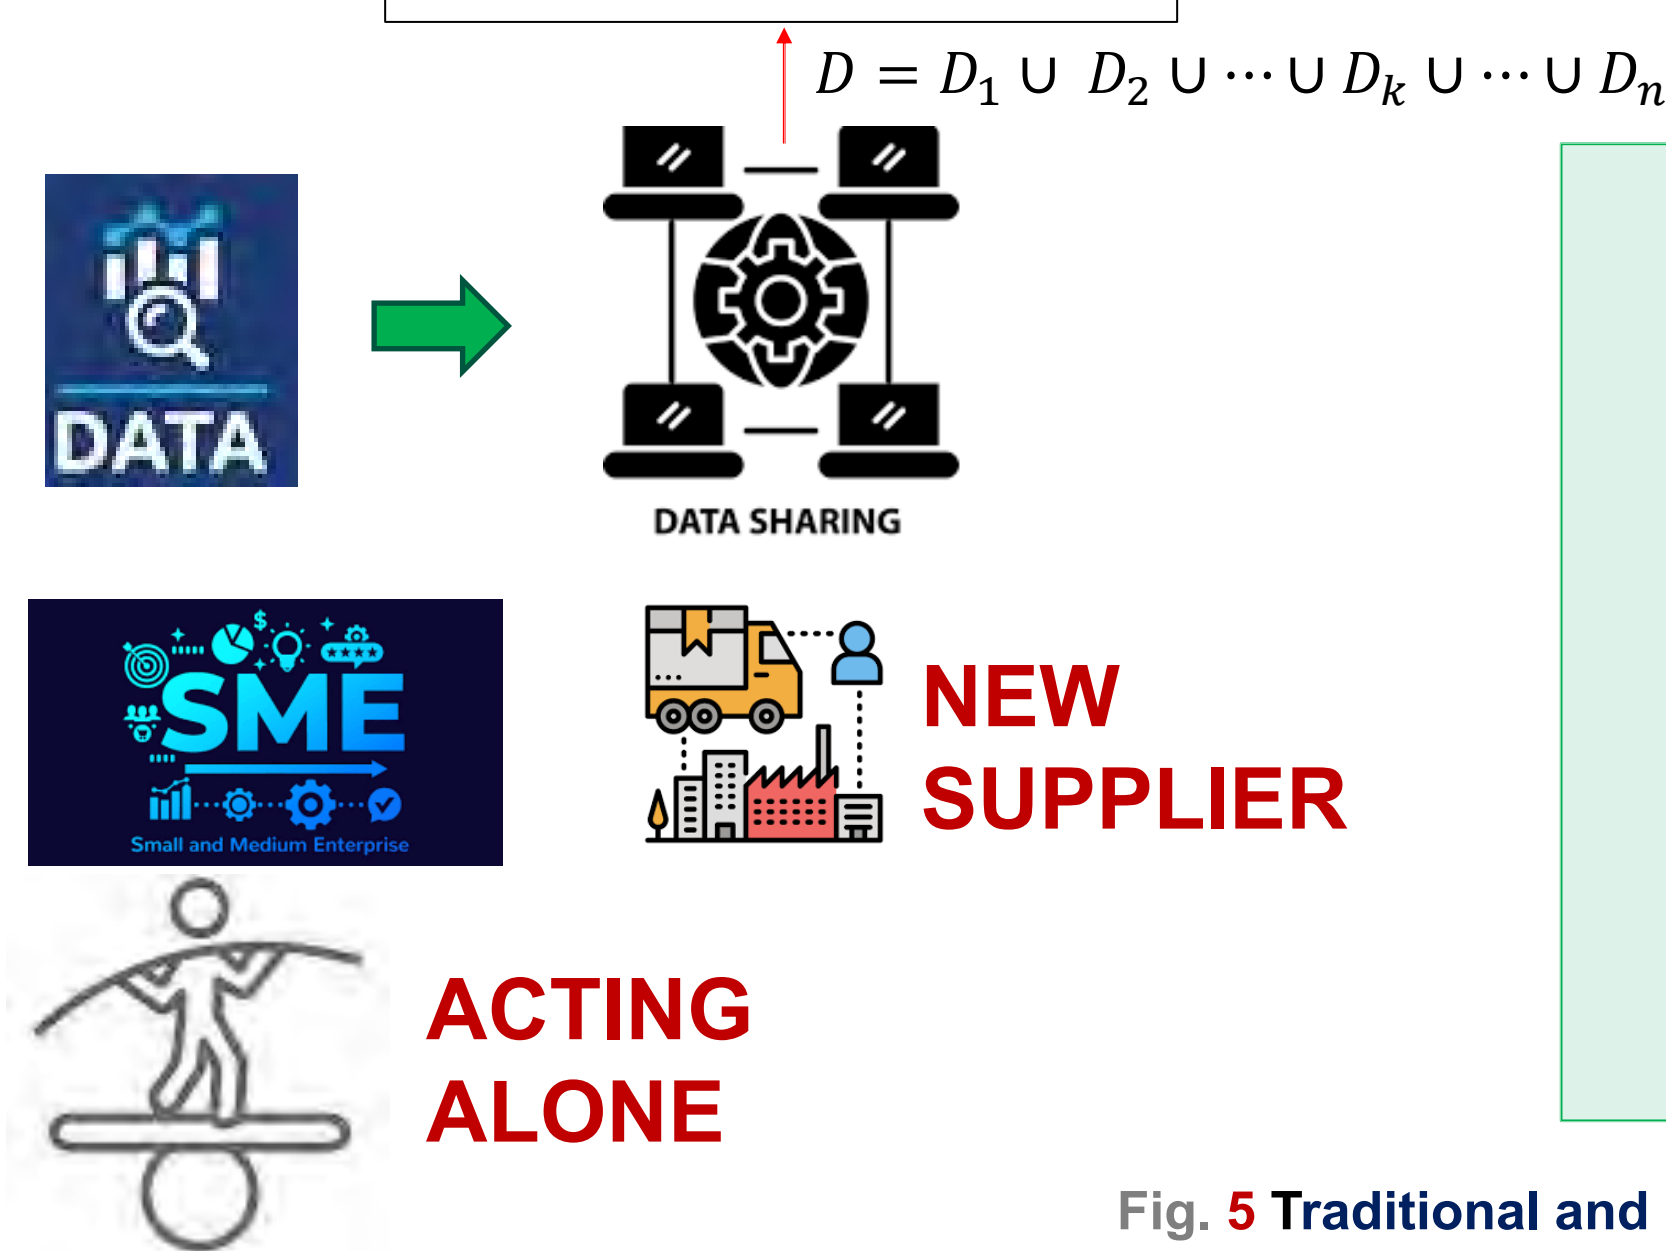 D = D₁ ∪ D₂ ∪ ⋯ ∪ Dₖ ∪ ⋯ ∪ Dₙ
DATA
DATA SHARING
SME
Small and Medium Enterprise
NEW
SUPPLIER
ACTING
ALONE
Fig. 5 Traditional and